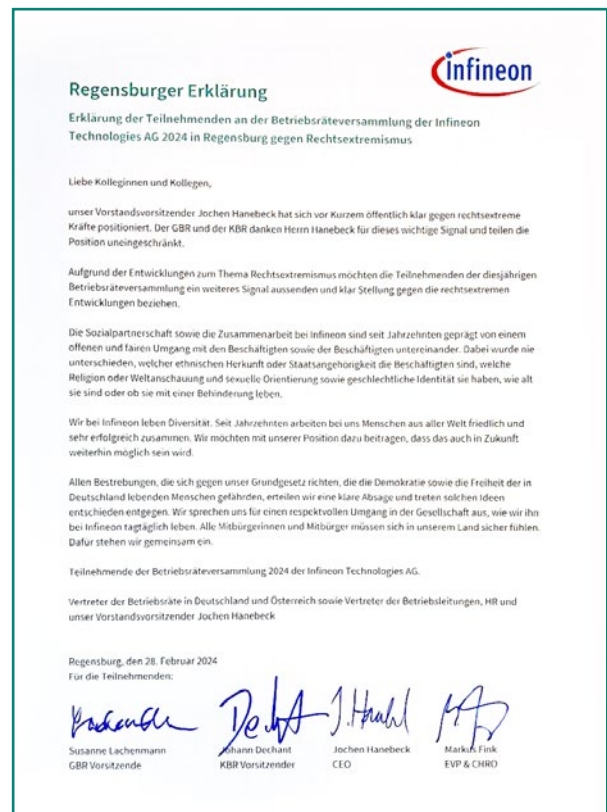 infineon
Regensburger Erklärung
Erklärung der Teilnehmenden an der Betriebsräteversammlung der Infineon
Technologies AG 2024 in Regensburg gegen Rechtsextremismus
Liebe Kolleginnen und Kollegen,
unser Vorstandsvorsitzender Jochen Hanebeck hat sich vor Kurzem öffentlich klar gegen rechtsextreme
Kräfte positioniert. Der GBR und der KBR danken Herrn Hanebeck für dieses wichtige Signal und teilen die
Position uneingeschränkt.
Aufgrund der Entwicklungen zum Thema Rechtsextremismus möchten die Teilnehmenden der diesjährigen
Betriebsräteversammlung ein weiteres Signal aussenden und klar Stellung gegen die rechtsextremen
Entwicklungen beziehen.
Die Sozialpartnerschaft sowie die Zusammenarbeit bei Infineon sind seit Jahrzehnten geprägt von einem
offenen und fairen Umgang mit den Beschäftigten sowie der Beschäftigten untereinander. Dabei wurde nie
unterschieden, welcher ethnischen Herkunft oder Staatsangehörigkeit die Beschäftigten sind, welche
Religion oder Weltanschauung und sexuelle Orientierung sowie geschlechtliche Identität sie haben, wie alt
sie sind oder ob sie mit einer Behinderung leben.
Wir bei Infineon leben Diversität. Seit Jahrzehnten arbeiten bei uns Menschen aus aller Welt friedlich und
sehr erfolgreich zusammen. Wir möchten mit unserer Position dazu beitragen, dass das auch in Zukunft
weiterhin möglich sein wird.
Allen Bestrebungen, die sich gegen unser Grundgesetz richten, die die Demokratie sowie die Freiheit der in
Deutschland lebenden Menschen gefährden, erteilen wir eine klare Absage und treten solchen Ideen
entschieden entgegen. Wir sprechen uns für einen respektvollen Umgang in der Gesellschaft aus, wie wir ihn
bei Infineon tagtäglich leben. Alle Mitbürgerinnen und Mitbürger müssen sich in unserem Land sicher fühlen.
Dafür stehen wir gemeinsam ein.
Teilnehmende der Betriebsräteversammlung 2024 der Infineon Technologies AG.
Vertreter der Betriebsräte in Deutschland und Österreich sowie Vertreter der Betriebsleitungen, HR und
unser Vorstandsvorsitzender Jochen Hanebeck
Regensburg, den 28. Februar 2024
Für die Teilnehmenden:
Susanne Lachenmann Johann Dechant Jochen Hanebeck Markus Fink
GBR Vorsitzende KBR Vorsitzender CEO EVP & CHRO